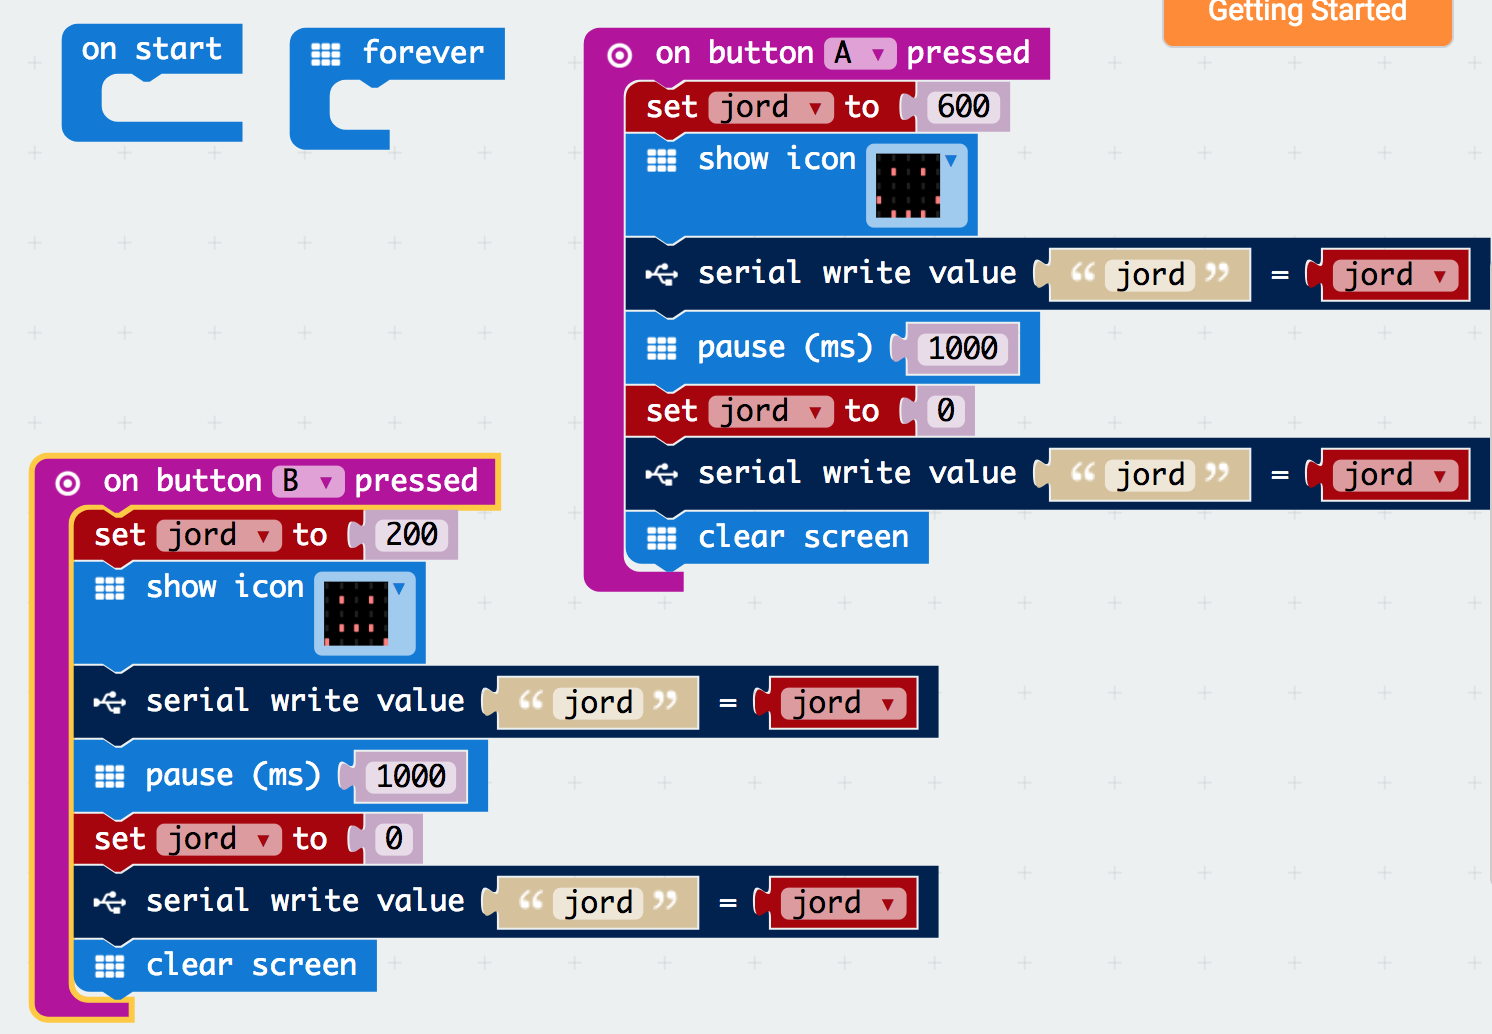 Getting Started
on start
forever
on button A pressed
set jord to 600
show icon
serial write value “ jord ” = jord
pause (ms) 1000
set jord to 0
serial write value “ jord ” = jord
clear screen
on button B pressed
set jord to 200
show icon
serial write value “ jord ” = jord
pause (ms) 1000
set jord to 0
serial write value “ jord ” = jord
clear screen